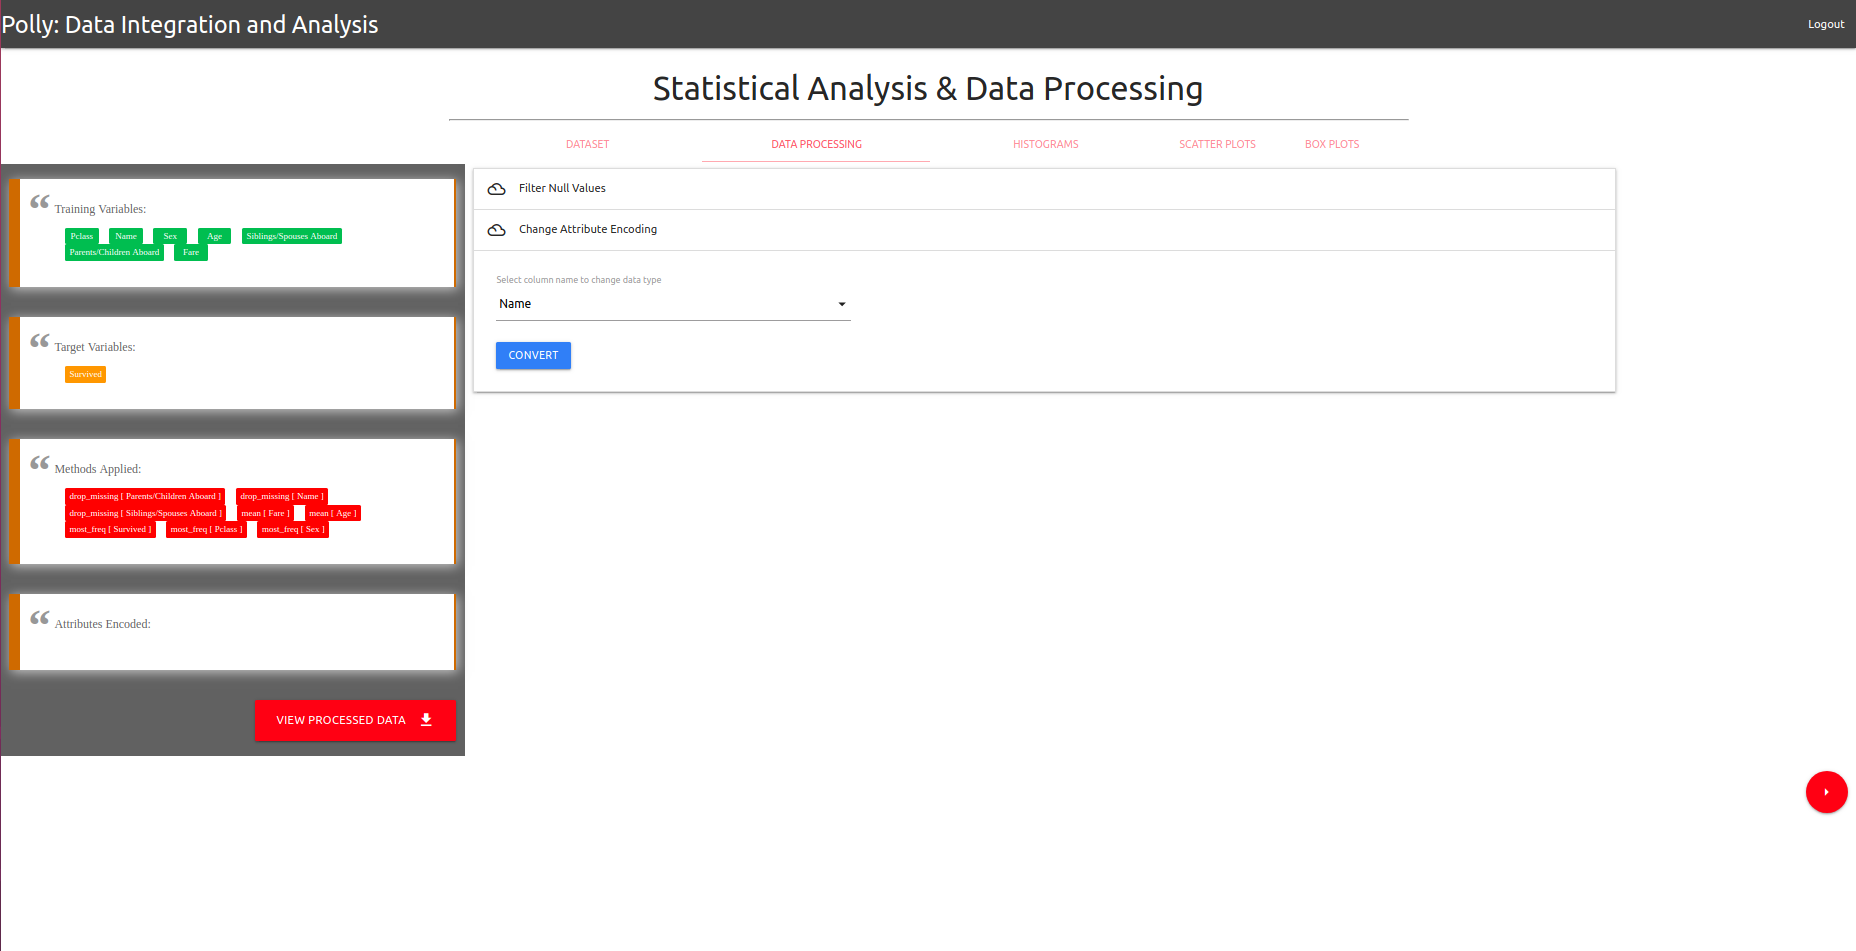 Polly: Data Integration and Analysis
Logout
Statistical Analysis & Data Processing
DATASET DATA PROCESSING HISTOGRAMS SCATTER PLOTS BOX PLOTS
“ Training Variables:
Pclass Name Sex Age Siblings/Spouses Aboard
Parents/Children Aboard Fare
“ Target Variables:
Survived
“ Methods Applied:
drop_missing [ Parents/Children Aboard ] drop_missing [ Name ]
drop_missing [ Siblings/Spouses Aboard ] mean [ Fare ] mean [ Age ]
most_freq [ Survived ] most_freq [ Pclass ] most_freq [ Sex ]
“ Attributes Encoded:
VIEW PROCESSED DATA
Filter Null Values
Change Attribute Encoding
Select column name to change data type
Name
CONVERT